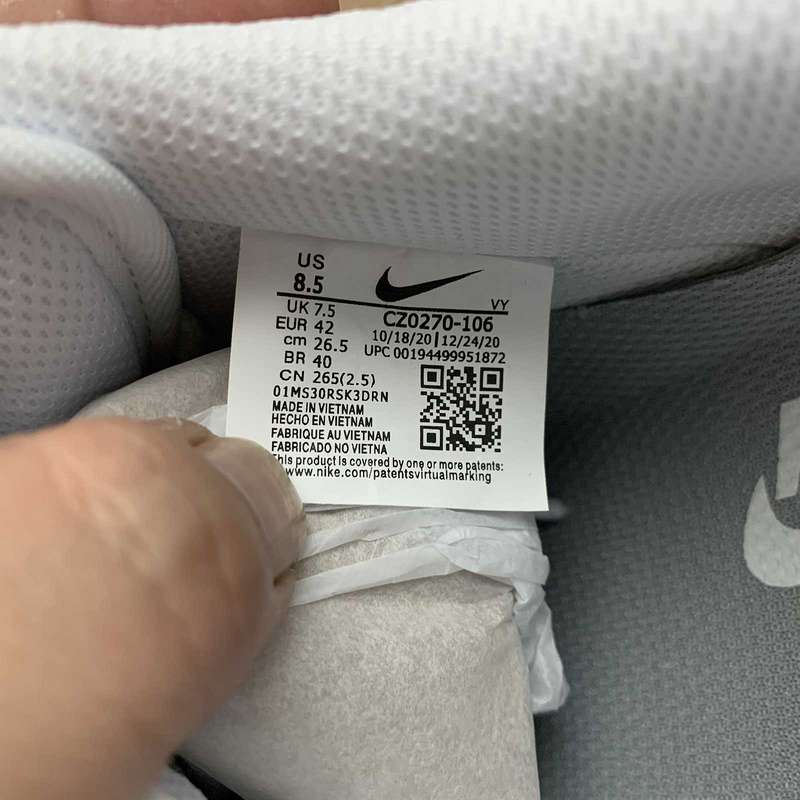 US
8.5
VY
UK 7.5
CZ0270-106
EUR 42
10/18/20 | 12/24/20
cm 26.5
UPC 00194499951872
BR 40
CN 265(2.5)
01MS30RSK3DRN
MADE IN VIETNAM
HECHO EN VIETNAM
FABRIQUE AU VIETNAM
FABRICADO NO VIETNA
This product is covered by one or more patents:
www.nike.com/patentsvirtualmarking